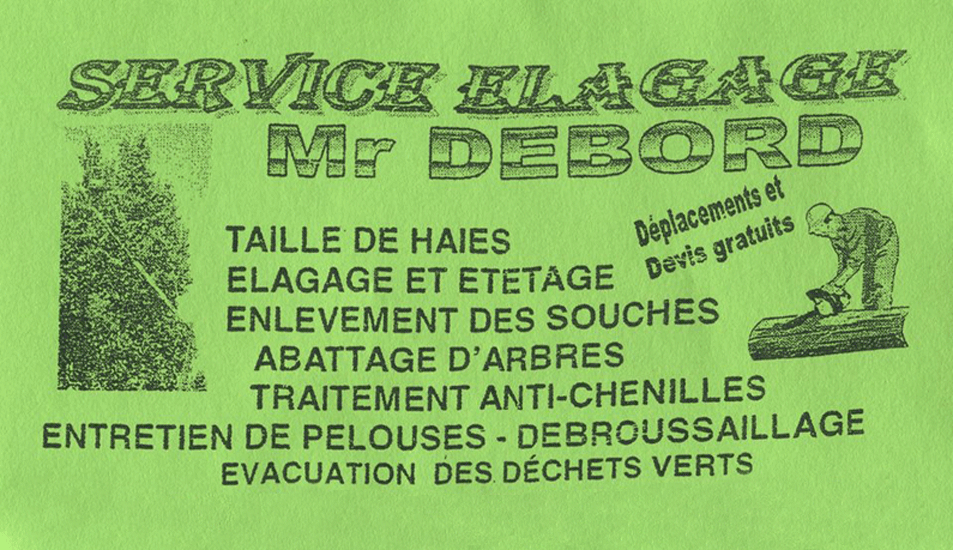 SERVICE ELAGAGE
Mr DEBORD
Déplacements et
Devis gratuits
TAILLE DE HAIES
ELAGAGE ET ETETAGE
ENLEVEMENT DES SOUCHES
ABATTAGE D'ARBRES
TRAITEMENT ANTI-CHENILLES
ENTRETIEN DE PELOUSES - DEBROUSSAILLAGE
EVACUATION DES DÉCHETS VERTS